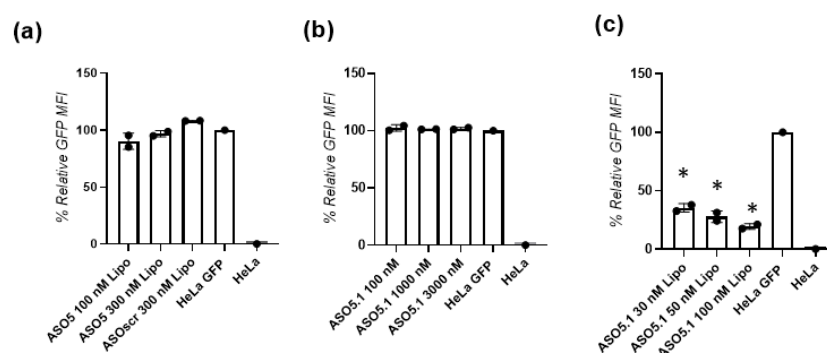 (a)
% Relative GFP MFI
150
100
50
0
ASO5 100 nM Lipo
ASO5 300 nM Lipo
ASOscr 300 nM Lipo
HeLa GFP
HeLa
(b)
% Relative GFP MFI
150
100
50
0
ASO5.1 100 nM
ASO5.1 1000 nM
ASO5.1 3000 nM
HeLa GFP
HeLa
(c)
% Relative GFP MFI
150
100
50
0
*
*
*
ASO5.1 30 nM Lipo
ASO5.1 50 nM Lipo
ASO5.1 100 nM Lipo
HeLa GFP
HeLa